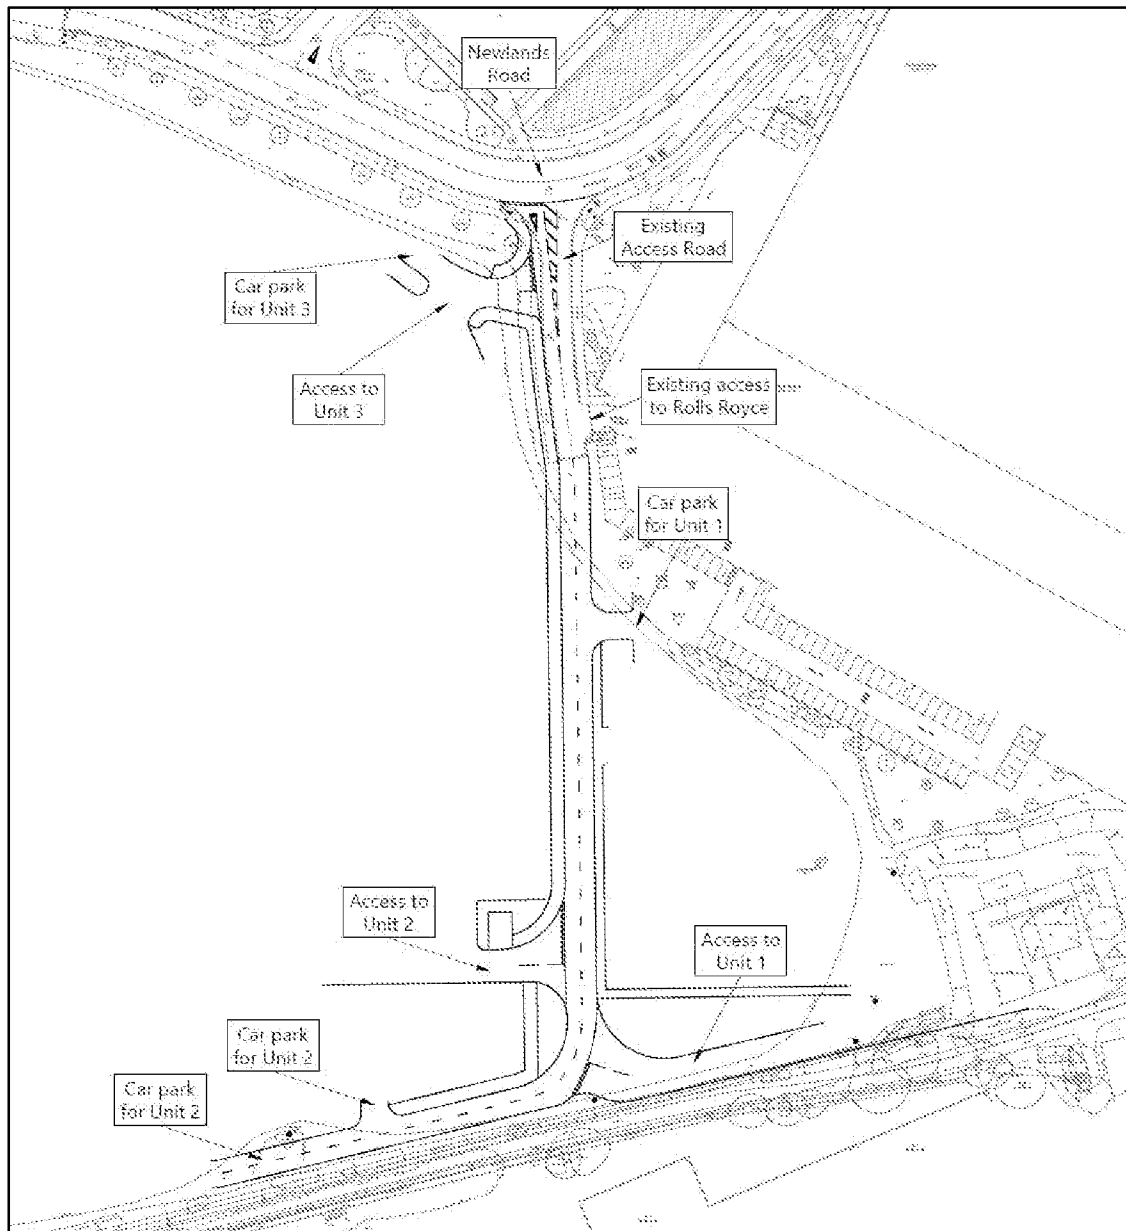 Newlands
Road
Existing
Access Road
Car park
for Unit 3
Access to
Unit 3
Existing access
to Rolls Royce
Car park
for Unit 1
Access to
Unit 2
Access to
Unit 1
Car park
for Unit 2
Car park
for Unit 2